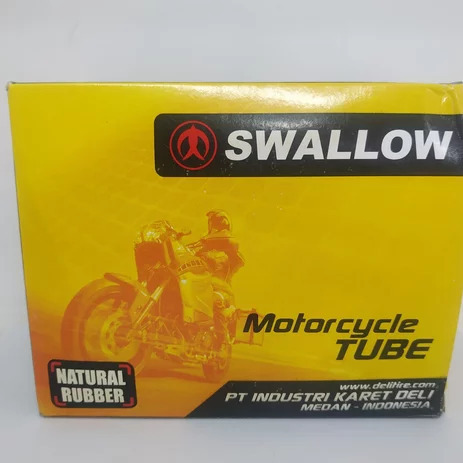 SWALLOW
Motorcycle
TUBE
NATURAL
RUBBER
www.delitire.com
PT INDUSTRI KARET DELI
MEDAN - INDONESIA